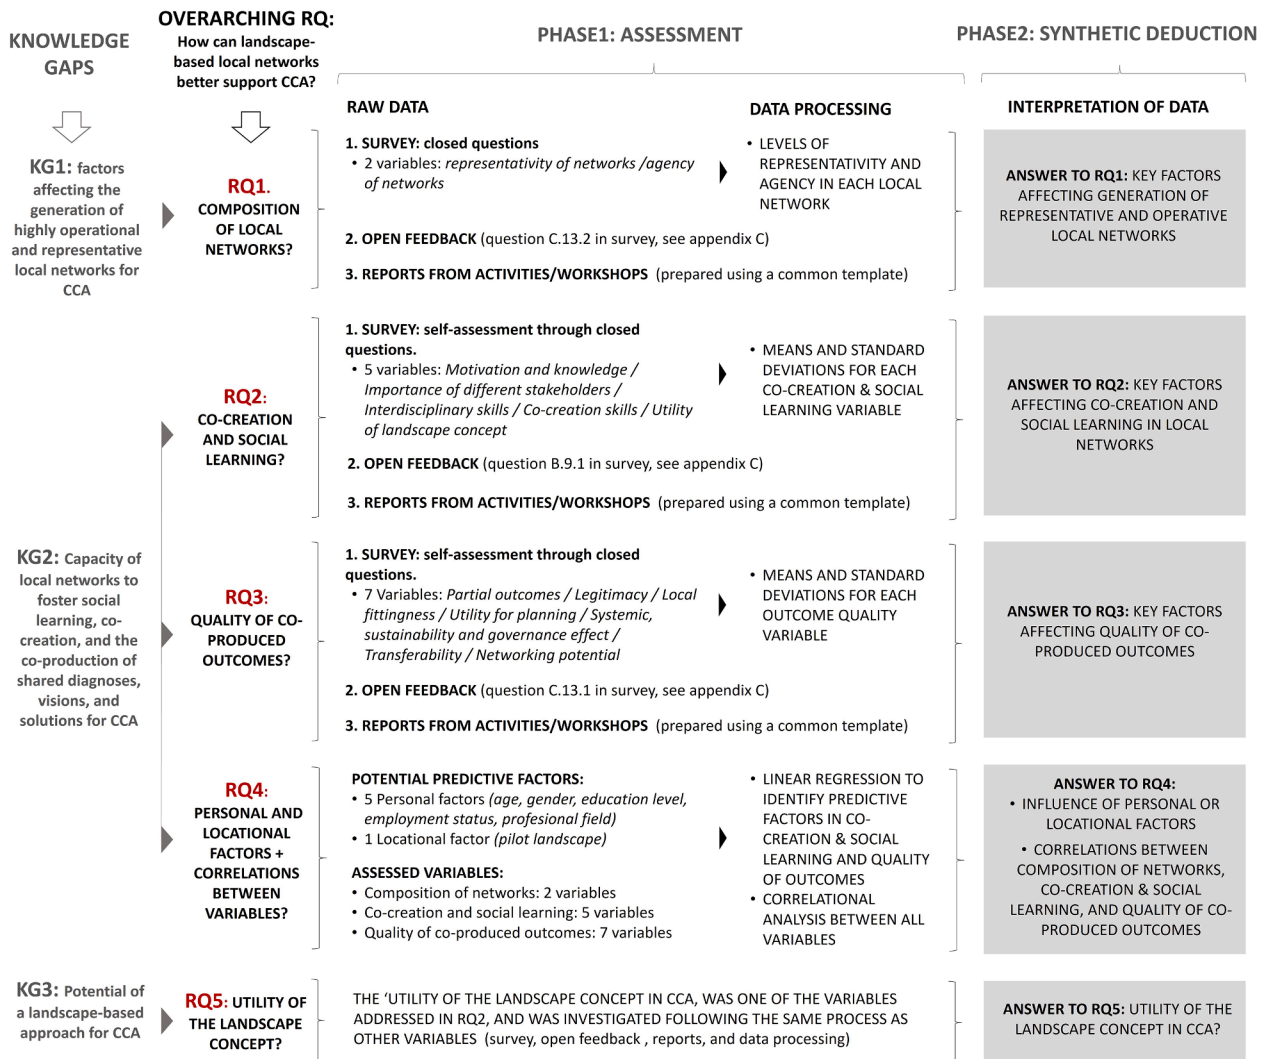 KNOWLEDGE
GAPS
OVERARCHING RQ:
How can landscape-
based local networks
better support CCA?
PHASE1: ASSESSMENT
PHASE2: SYNTHETIC DEDUCTION
RAW DATA
DATA PROCESSING
INTERPRETATION OF DATA
KG1: factors
affecting the
generation of
highly operational
and representative
local networks for
CCA
RQ1.
COMPOSITION
OF LOCAL
NETWORKS?
1. SURVEY: closed questions
• 2 variables: representativity of networks /agency
of networks
2. OPEN FEEDBACK (question C.13.2 in survey, see appendix C)
3. REPORTS FROM ACTIVITIES/WORKSHOPS (prepared using a common template)
• LEVELS OF
REPRESENTATIVITY AND
AGENCY IN EACH LOCAL
NETWORK
ANSWER TO RQ1: KEY FACTORS
AFFECTING GENERATION OF
REPRESENTATIVE AND OPERATIVE
LOCAL NETWORKS
KG2: Capacity of
local networks to
foster social
learning, co-
creation, and the
co-production of
shared diagnoses,
visions, and
solutions for CCA
RQ2:
CO-CREATION
AND SOCIAL
LEARNING?
1. SURVEY: self-assessment through closed
questions.
• 5 variables: Motivation and knowledge /
Importance of different stakeholders /
Interdisciplinary skills / Co-creation skills / Utility
of landscape concept
2. OPEN FEEDBACK (question B.9.1 in survey, see appendix C)
3. REPORTS FROM ACTIVITIES/WORKSHOPS (prepared using a common template)
• MEANS AND STANDARD
DEVIATIONS FOR EACH
CO-CREATION & SOCIAL
LEARNING VARIABLE
ANSWER TO RQ2: KEY FACTORS
AFFECTING CO-CREATION AND
SOCIAL LEARNING IN LOCAL
NETWORKS
RQ3:
QUALITY OF CO-
PRODUCED
OUTCOMES?
1. SURVEY: self-assessment through closed
questions.
• 7 Variables: Partial outcomes / Legitimacy / Local
fittingness / Utility for planning / Systemic,
sustainability and governance effect /
Transferability / Networking potential
2. OPEN FEEDBACK (question C.13.1 in survey, see appendix C)
3. REPORTS FROM ACTIVITIES/WORKSHOPS (prepared using a common template)
• MEANS AND STANDARD
DEVIATIONS FOR EACH
OUTCOME QUALITY
VARIABLE
ANSWER TO RQ3: KEY FACTORS
AFFECTING QUALITY OF CO-
PRODUCED OUTCOMES
RQ4:
PERSONAL AND
LOCATIONAL
FACTORS +
CORRELATIONS
BETWEEN
VARIABLES?
POTENTIAL PREDICTIVE FACTORS:
• 5 Personal factors (age, gender, education level,
employment status, profesional field)
• 1 Locational factor (pilot landscape)
ASSESSED VARIABLES:
• Composition of networks: 2 variables
• Co-creation and social learning: 5 variables
• Quality of co-produced outcomes: 7 variables
• LINEAR REGRESSION TO
IDENTIFY PREDICTIVE
FACTORS IN CO-
CREATION & SOCIAL
LEARNING AND QUALITY
OF OUTCOMES
• CORRELATIONAL
ANALYSIS BETWEEN ALL
VARIABLES
ANSWER TO RQ4:
• INFLUENCE OF PERSONAL OR
LOCATIONAL FACTORS
• CORRELATIONS BETWEEN
COMPOSITION OF NETWORKS,
CO-CREATION & SOCIAL
LEARNING, AND QUALITY OF CO-
PRODUCED OUTCOMES
KG3: Potential of
a landscape-based
approach for CCA
RQ5: UTILITY OF
THE LANDSCAPE
CONCEPT?
THE ‘UTILITY OF THE LANDSCAPE CONCEPT IN CCA, WAS ONE OF THE VARIABLES
ADDRESSED IN RQ2, AND WAS INVESTIGATED FOLLOWING THE SAME PROCESS AS
OTHER VARIABLES (survey, open feedback , reports, and data processing)
ANSWER TO RQ5: UTILITY OF THE
LANDSCAPE CONCEPT IN CCA?